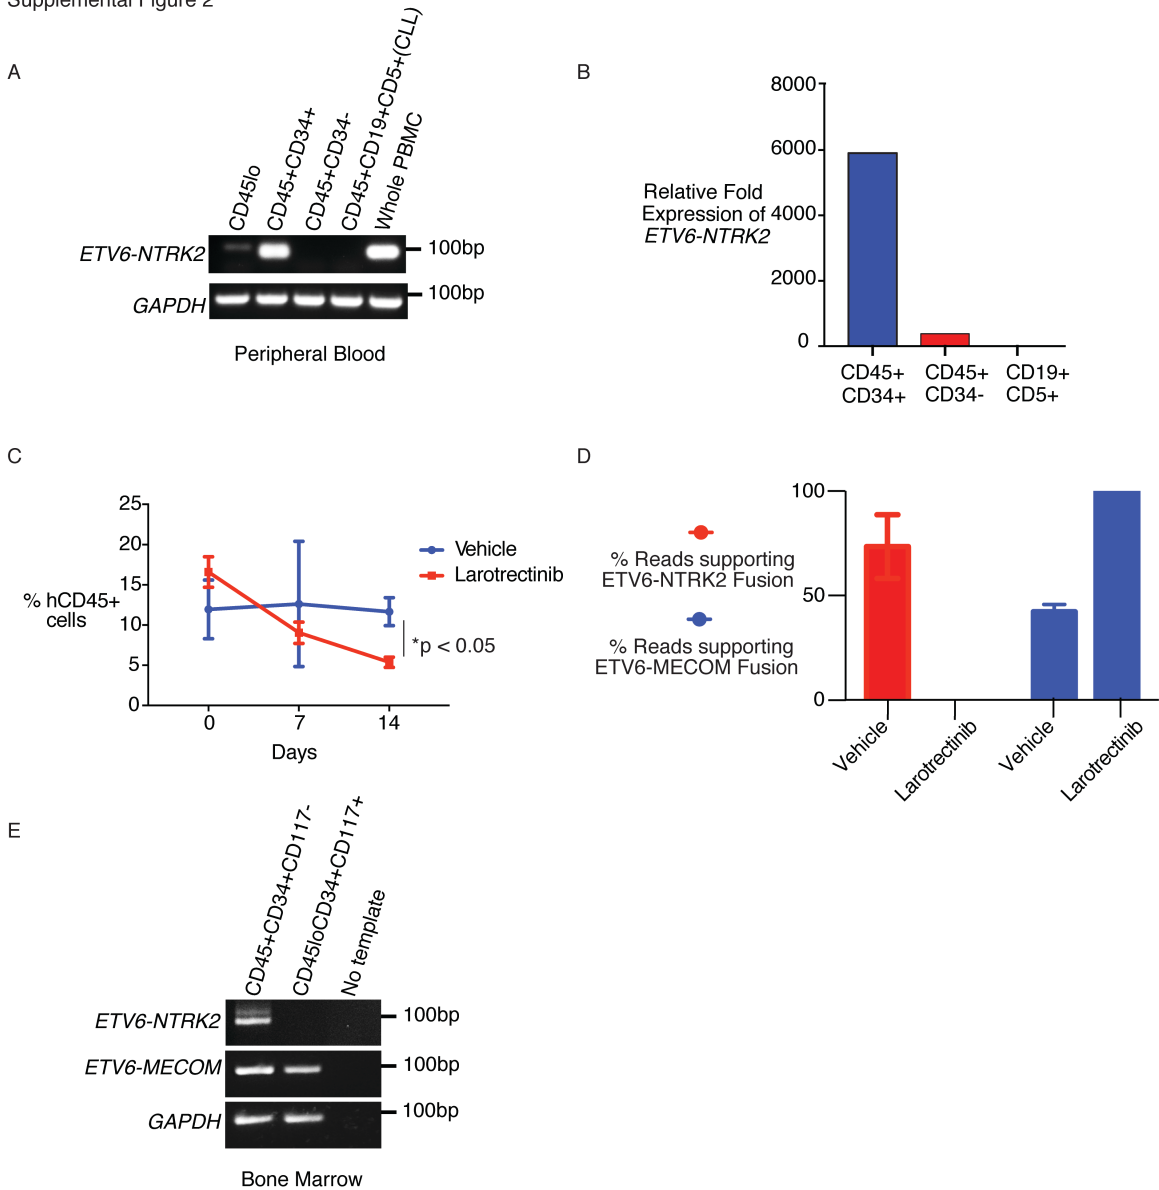 Supplemental Figure 2
A
CD45lo
CD45+CD34+
CD45+CD34-
CD45+CD19+CD5+(CLL)
Whole PBMC
ETV6-NTRK2
100bp
GAPDH
100bp
Peripheral Blood
B
Relative Fold
Expression of
ETV6-NTRK2
8000
6000
4000
2000
0
CD45+
CD34+
CD45+
CD34-
CD19+
CD5+
C
% hCD45+
cells
25
20
15
10
5
0
0
7
14
Days
Vehicle
Larotrectinib
*p < 0.05
D
% Reads supporting
ETV6-NTRK2 Fusion
% Reads supporting
ETV6-MECOM Fusion
100
50
0
Vehicle
Larotrectinib
Vehicle
Larotrectinib
E
CD45+CD34+CD117-
CD45loCD34+CD117+
No template
ETV6-NTRK2
100bp
ETV6-MECOM
100bp
GAPDH
100bp
Bone Marrow